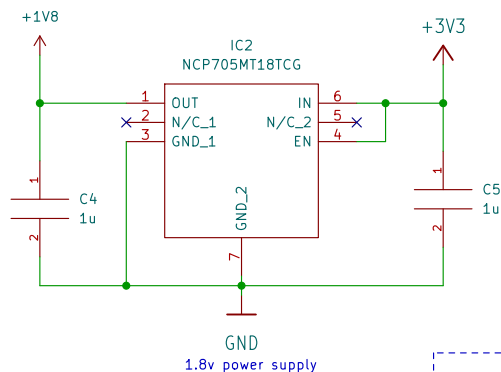 +1V8
+3V3
IC2
NCP705MT18TCG
1 OUT IN 6
2 N/C_1 N/C_2 5
3 GND_1 EN 4
GND_2
7
1
C4
1u
2
1
C5
1u
2
GND
1.8v power supply